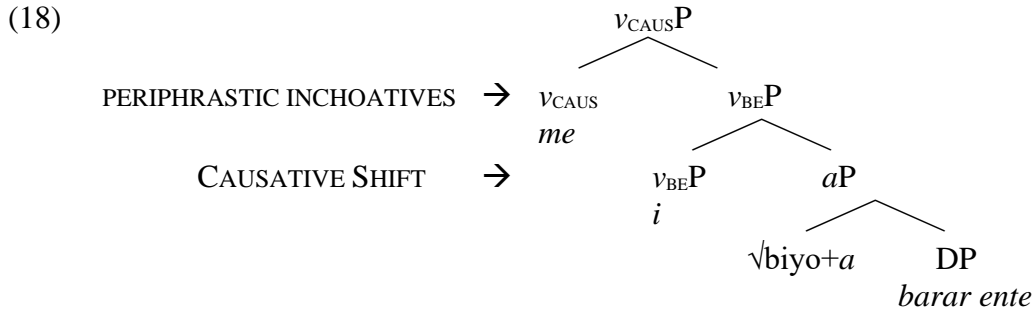 (18) vCAUSP
PERIPHRASTIC INCHOATIVES → vCAUS vBEP
me
CAUSATIVE SHIFT → vBEP aP
i
√biyo+a DP
barar ente